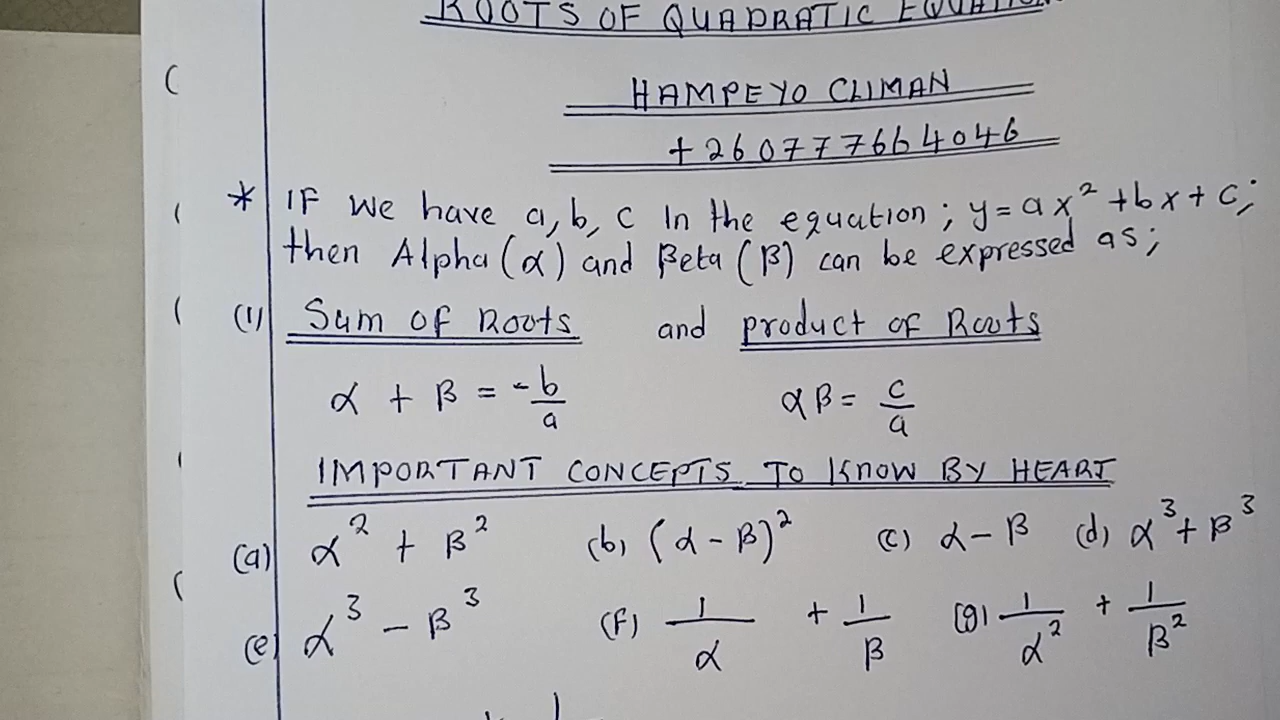 ROOTS OF QUADRATIC EQUATION
HAMPEYO CLIMAN
+260777664046
* IF we have a, b, c in the equation; y = ax² + bx + c;
then Alpha (α) and Beta (β) can be expressed as;
(1) Sum of Roots and product of Roots
α + β = -b/a αβ = c/a
IMPORTANT CONCEPTS TO KNOW BY HEART
(a) α² + β² (b) (α - β)² (c) α - β (d) α³ + β³
(e) α³ - β³ (F) 1/α + 1/β (g) 1/α² + 1/β²